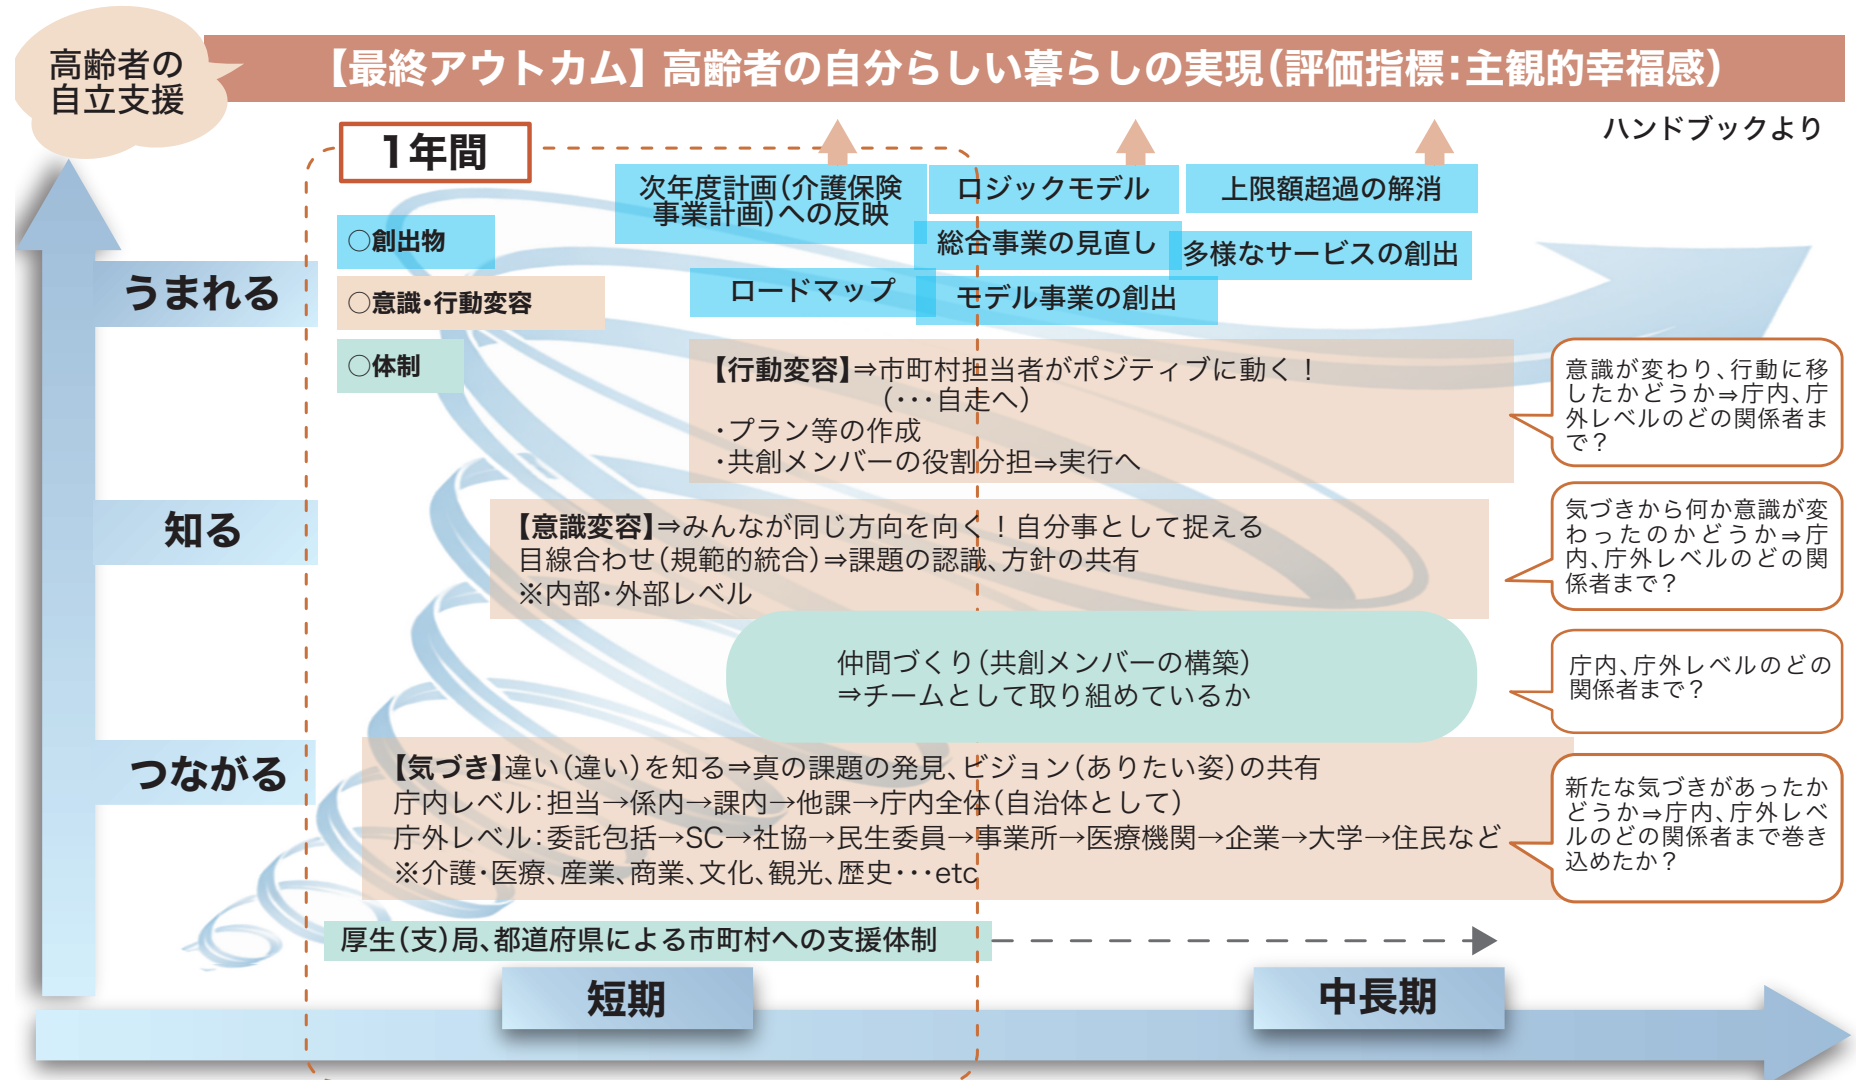 高齢者の
自立支援
【最終アウトカム】高齢者の自分らしい暮らしの実現(評価指標:主観的幸福感)
ハンドブックより
1年間
次年度計画(介護保険
事業計画)への反映
ロジックモデル
上限額超過の解消
○創出物
総合事業の見直し
多様なサービスの創出
うまれる
ロードマップ
モデル事業の創出
○意識・行動変容
○体制
【行動変容】⇒市町村担当者がポジティブに動く！
(・・・自走へ)
・プラン等の作成
・共創メンバーの役割分担⇒実行へ
意識が変わり、行動に移
したかどうか⇒庁内、庁
外レベルのどの関係者ま
で？
知る
【意識変容】⇒みんなが同じ方向を向く！自分事として捉える
目線合わせ(規範的統合)⇒課題の認識、方針の共有
※内部・外部レベル
気づきから何か意識が変
わったのかどうか⇒庁
内、庁外レベルのどの関
係者まで？
仲間づくり(共創メンバーの構築)
⇒チームとして取り組めているか
庁内、庁外レベルのどの
関係者まで？
つながる
【気づき】違い(違い)を知る⇒真の課題の発見、ビジョン(ありたい姿)の共有
庁内レベル:担当→係内→課内→他課→庁内全体(自治体として)
庁外レベル:委託包括→SC→社協→民生委員→事業所→医療機関→企業→大学→住民など
※介護・医療、産業、商業、文化、観光、歴史・・・etc
新たな気づきがあったか
どうか⇒庁内、庁外レベ
ルのどの関係者まで巻き
込めたか？
厚生(支)局、都道府県による市町村への支援体制
短期
中長期